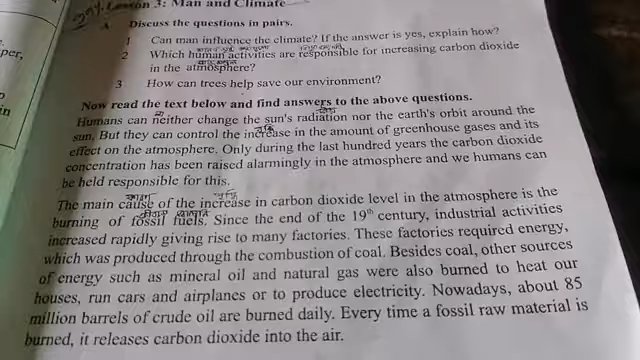 Lesson 3: Man and Climate
A Discuss the questions in pairs.
1 Can man influence the climate? If the answer is yes, explain how?
2 Which human activities are responsible for increasing carbon dioxide
in the atmosphere?
3 How can trees help save our environment?
Now read the text below and find answers to the above questions.
Humans can neither change the sun's radiation nor the earth's orbit around the
sun. But they can control the increase in the amount of greenhouse gases and its
effect on the atmosphere. Only during the last hundred years the carbon dioxide
concentration has been raised alarmingly in the atmosphere and we humans can
be held responsible for this.
The main cause of the increase in carbon dioxide level in the atmosphere is the
burning of fossil fuels. Since the end of the 19th century, industrial activities
increased rapidly giving rise to many factories. These factories required energy,
which was produced through the combustion of coal. Besides coal, other sources
of energy such as mineral oil and natural gas were also burned to heat our
houses, run cars and airplanes or to produce electricity. Nowadays, about 85
million barrels of crude oil are burned daily. Every time a fossil raw material is
burned, it releases carbon dioxide into the air.
per,
in